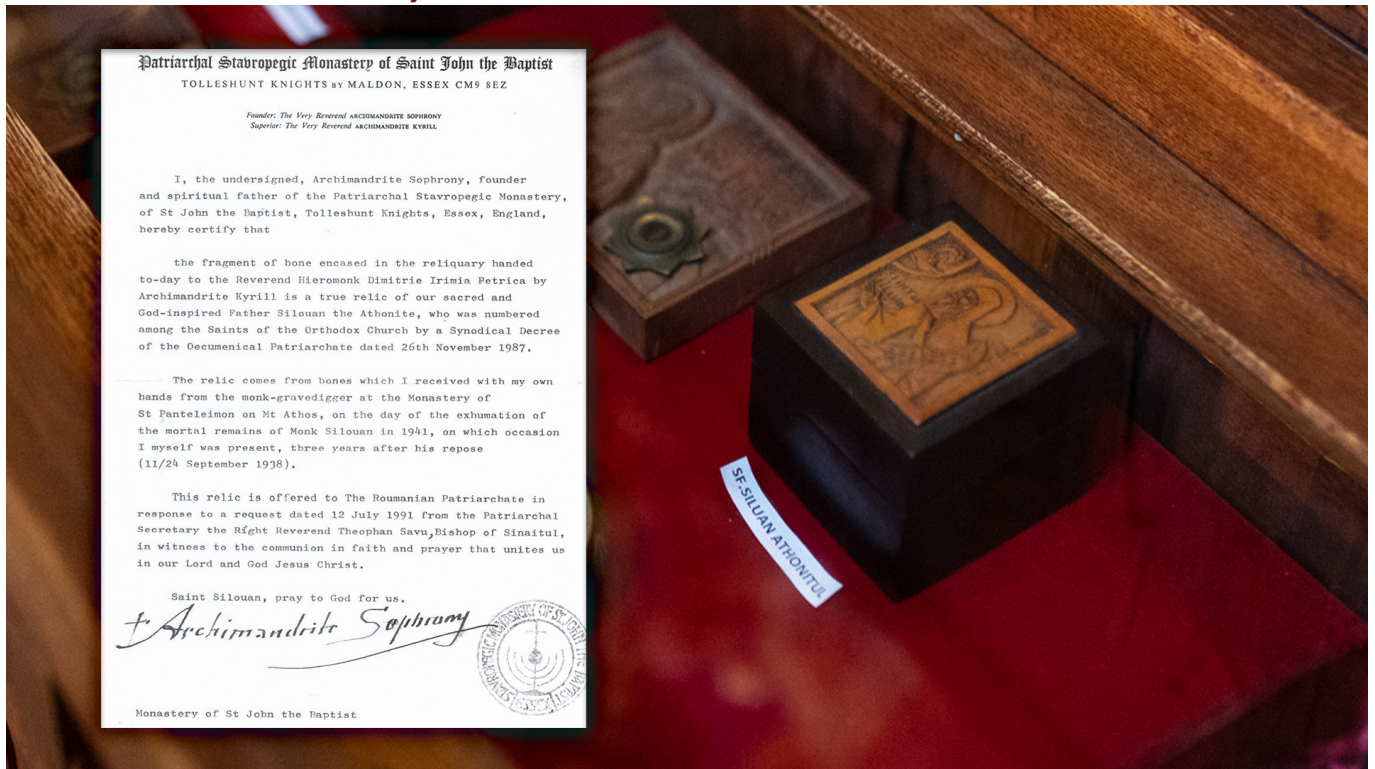 Patriarchal Stavropegic Monastery of Saint John the Baptist
TOLLESHUNT KNIGHTS BY MALDON, ESSEX CM9 8EZ
Founder: The Very Reverend ARCHIMANDRITE SOPHRONY
Superior: The Very Reverend ARCHIMANDRITE KYRILL
I, the undersigned, Archimandrite Sophrony, founder
and spiritual father of the Patriarchal Stavropegic Monastery,
of St John the Baptist, Tolleshunt Knights, Essex, England,
hereby certify that
the fragment of bone encased in the reliquary handed
to-day to the Reverend Hieromonk Dimitrie Irimia Petrica by
Archimandrite Kyrill is a true relic of our sacred and
God-inspired Father Silouan the Athonite, who was numbered
among the Saints of the Orthodox Church by a Synodical Decree
of the Oecumenical Patriarchate dated 26th November 1987.
The relic comes from bones which I received with my own
hands from the monk-gravedigger at the Monastery of
St Panteleimon on Mt Athos, on the day of the exhumation of
the mortal remains of Monk Silouan in 1941, on which occasion
I myself was present, three years after his repose
(11/24 September 1938).
This relic is offered to The Roumanian Patriarchate in
response to a request dated 12 July 1991 from the Patriarchal
Secretary the Right Reverend Theophan Savu,Bishop of Sinaitul,
in witness to the communion in faith and prayer that unites us
in our Lord and God Jesus Christ.
Saint Silouan, pray to God for us.
† Archimandrite Sophrony
STAVROPEGIC MONASTERY OF ST. JOHN THE BAPTIST
Monastery of St John the Baptist
SF.SILUAN ATHONITUL